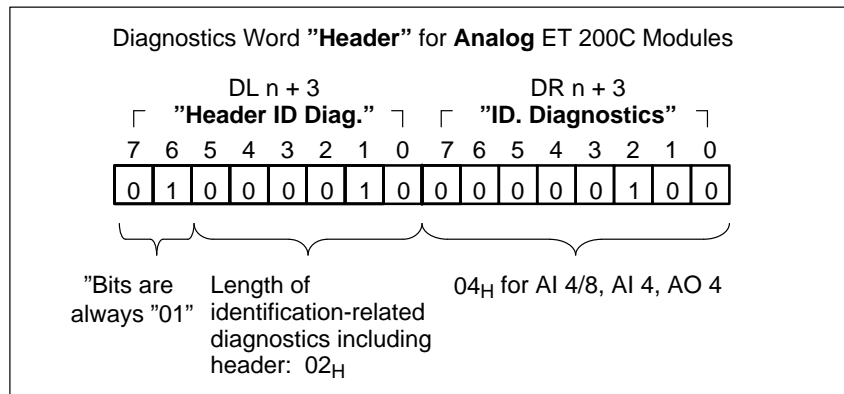 Diagnostics Word ”Header” for Analog ET 200C Modules
DL n + 3 DR n + 3
”Header ID Diag.” ”ID. Diagnostics”
7 6 5 4 3 2 1 0 7 6 5 4 3 2 1 0
0 1 0 0 0 0 1 0 0 0 0 0 0 1 0 0
”Bits are always ”01”
Length of identification-related diagnostics including header: 02H
04H for AI 4/8, AI 4, AO 4